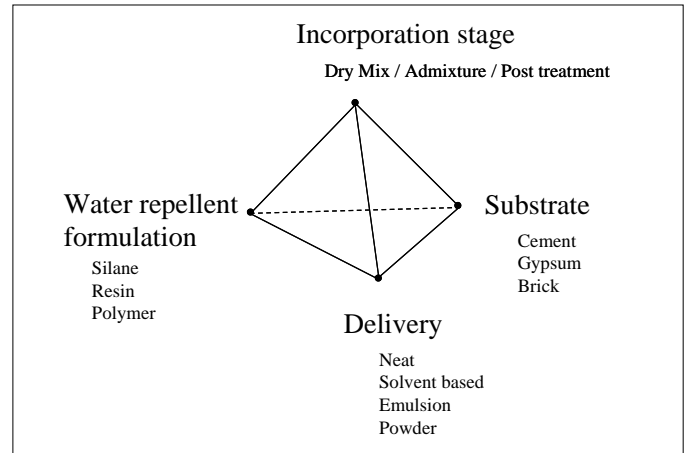 Incorporation stage
Dry Mix / Admixture / Post treatment
Water repellent
formulation
Silane
Resin
Polymer
Substrate
Cement
Gypsum
Brick
Delivery
Neat
Solvent based
Emulsion
Powder